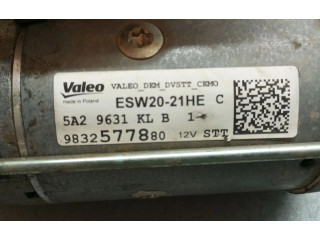 Valeo VALEO_DEM_DVSTT_CEMO
made in Poland ESW20-21HE C
5A2 9631 KL B 1
9832577880 12V STT